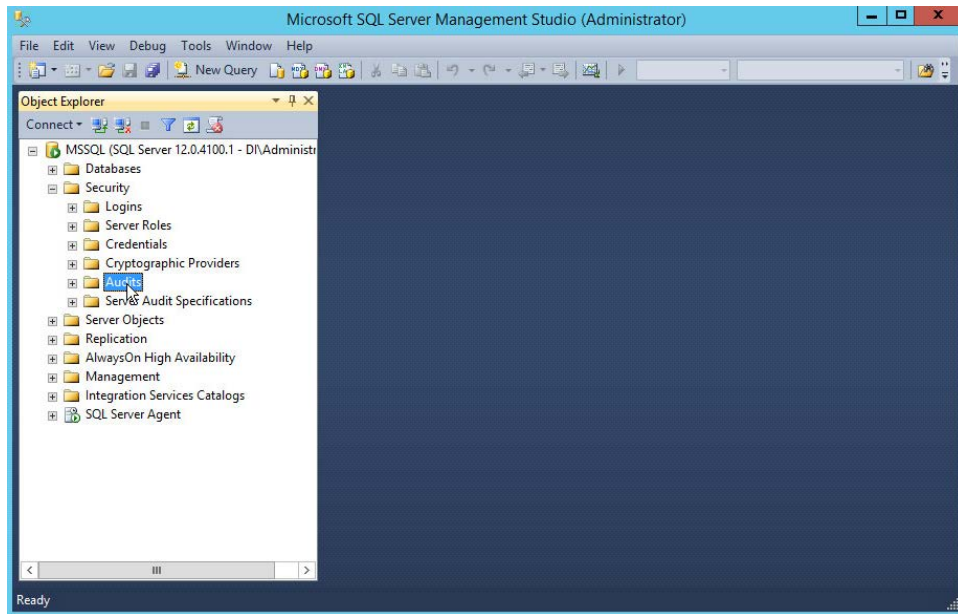 Microsoft SQL Server Management Studio (Administrator)
File Edit View Debug Tools Window Help
New Query
Object Explorer
Connect
MSSQL (SQL Server 12.0.4100.1 - DI\Administr
Databases
Security
Logins
Server Roles
Credentials
Cryptographic Providers
Audits
Server Audit Specifications
Server Objects
Replication
AlwaysOn High Availability
Management
Integration Services Catalogs
SQL Server Agent
Ready